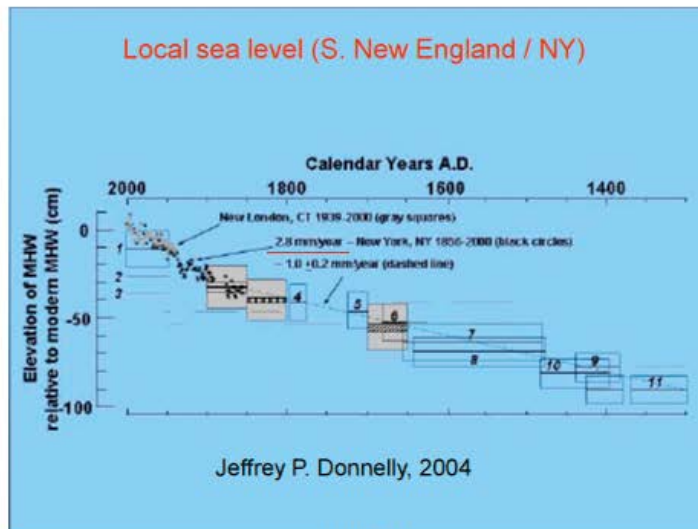 Local sea level (S. New England / NY)
Calendar Years A.D.
2000 1800 1600 1400
Elevation of MHW
relative to modern MHW (cm)
0
-50
-100
New London, CT 1939-2000 (gray squares)
2.8 mm/year – New York, NY 1856-2000 (black circles)
1.0 ±0.2 mm/year (dashed line)
1
2
4
5
6
7
8
9
10
11
Jeffrey P. Donnelly, 2004